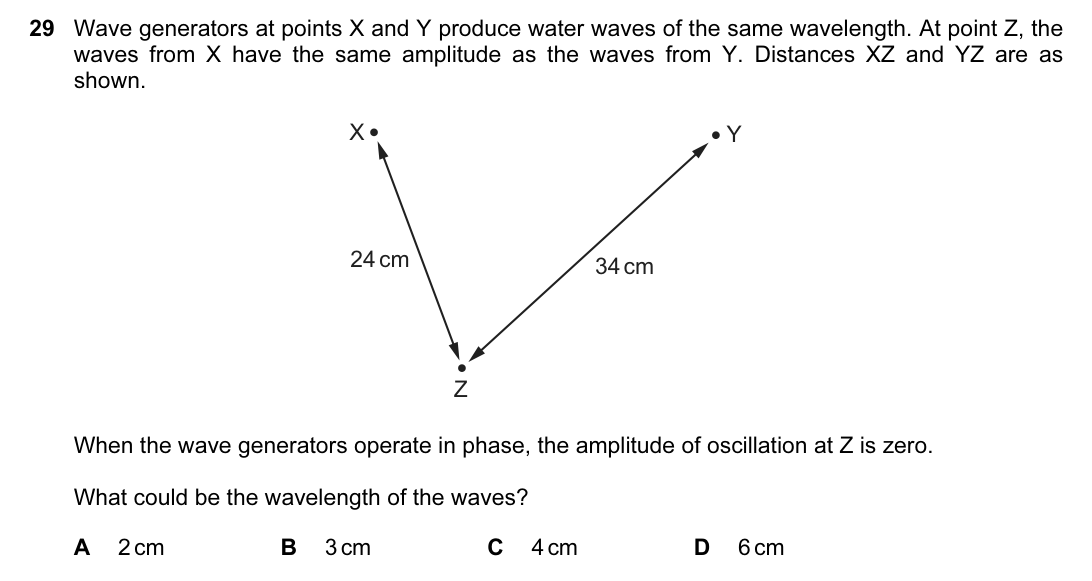 29 Wave generators at points X and Y produce water waves of the same wavelength. At point Z, the
waves from X have the same amplitude as the waves from Y. Distances XZ and YZ are as
shown.
X
Y
24 cm
34 cm
Z
When the wave generators operate in phase, the amplitude of oscillation at Z is zero.
What could be the wavelength of the waves?
A 2 cm B 3 cm C 4 cm D 6 cm